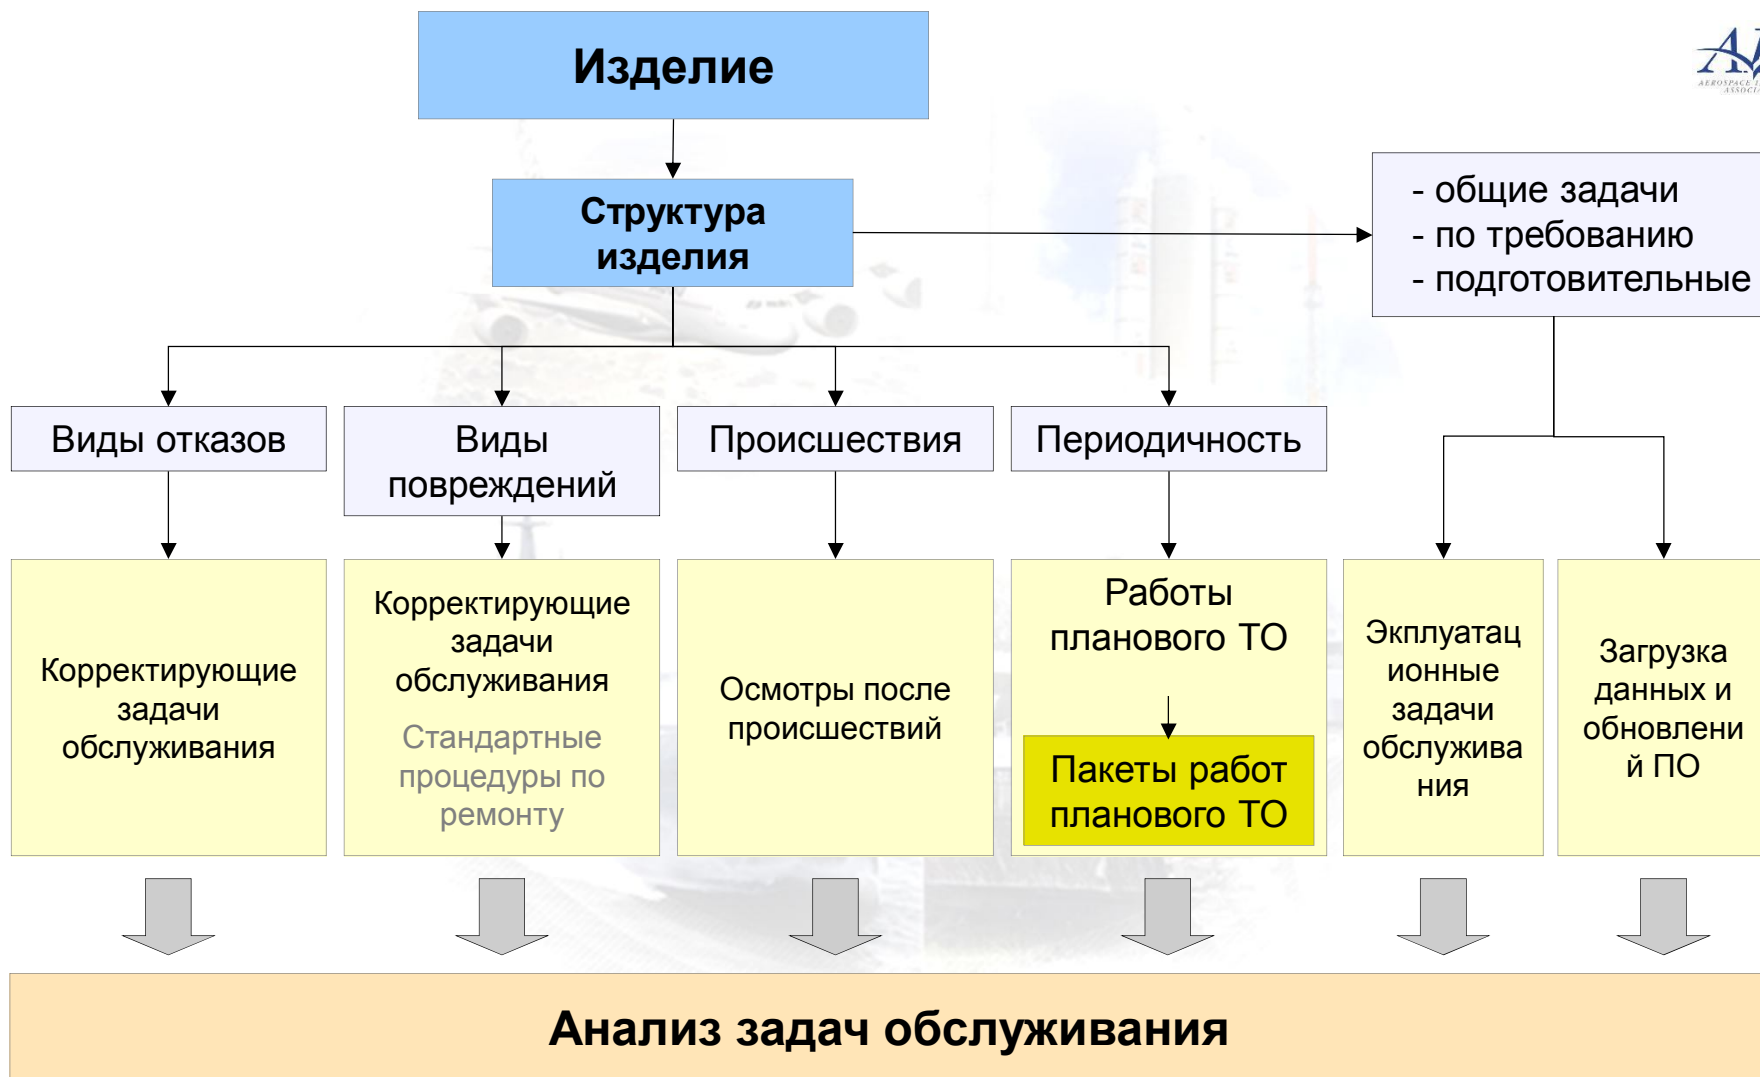 Изделие
Структура
изделия
- общие задачи
- по требованию
- подготовительные
Виды отказов
Виды
повреждений
Происшествия
Периодичность
Корректирующие
задачи
обслуживания
Корректирующие
задачи
обслуживания
Стандартные
процедуры по
ремонту
Осмотры после
происшествий
Работы
планового ТО
Пакеты работ
планового ТО
Экплуатац
ионные
задачи
обслужива
ния
Загрузка
данных и
обновлени
й ПО
Анализ задач обслуживания